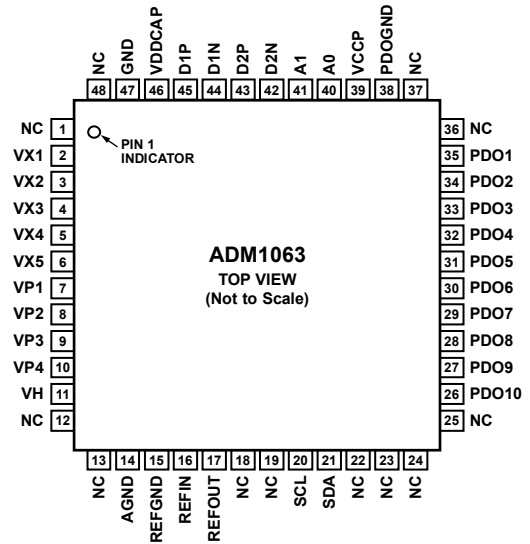 NC GND VDDCAP D1P D1N D2P D2N A1 A0 VCCP PDOGND NC
48 47 46 45 44 43 42 41 40 39 38 37
NC 1
VX1 2
VX2 3
VX3 4
VX4 5
VX5 6
VP1 7
VP2 8
VP3 9
VP4 10
VH 11
NC 12
PIN 1
INDICATOR
ADM1063
TOP VIEW
(Not to Scale)
36 NC
35 PDO1
34 PDO2
33 PDO3
32 PDO4
31 PDO5
30 PDO6
29 PDO7
28 PDO8
27 PDO9
26 PDO10
25 NC
13 14 15 16 17 18 19 20 21 22 23 24
NC AGND REFGND REFIN REFOUT NC NC SCL SDA NC NC NC